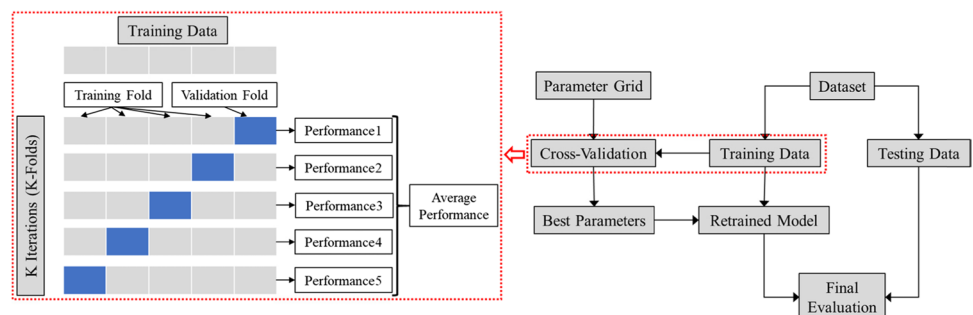 Training Data
Training Fold
Validation Fold
K Iterations (K-Folds)
Performance1
Performance2
Performance3
Performance4
Performance5
Average
Performance
Parameter Grid
Dataset
Cross-Validation
Training Data
Testing Data
Best Parameters
Retrained Model
Final
Evaluation